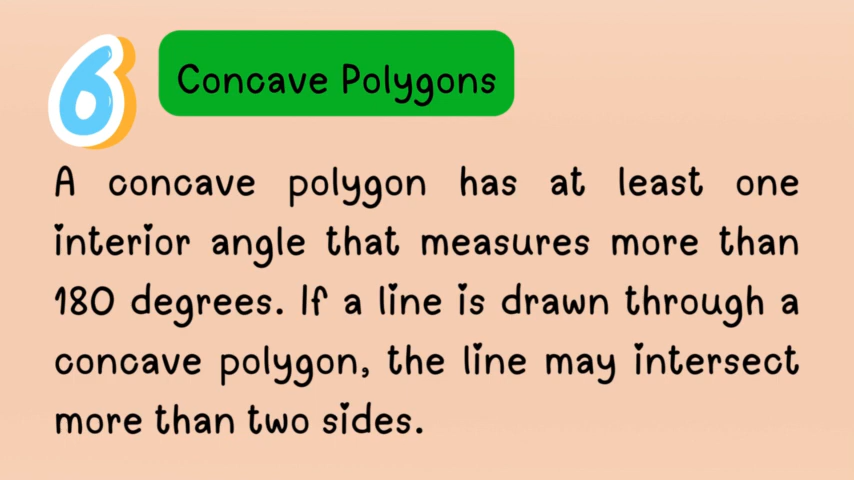 6
Concave Polygons
A concave polygon has at least one
interior angle that measures more than
180 degrees. If a line is drawn through a
concave polygon, the line may intersect
more than two sides.